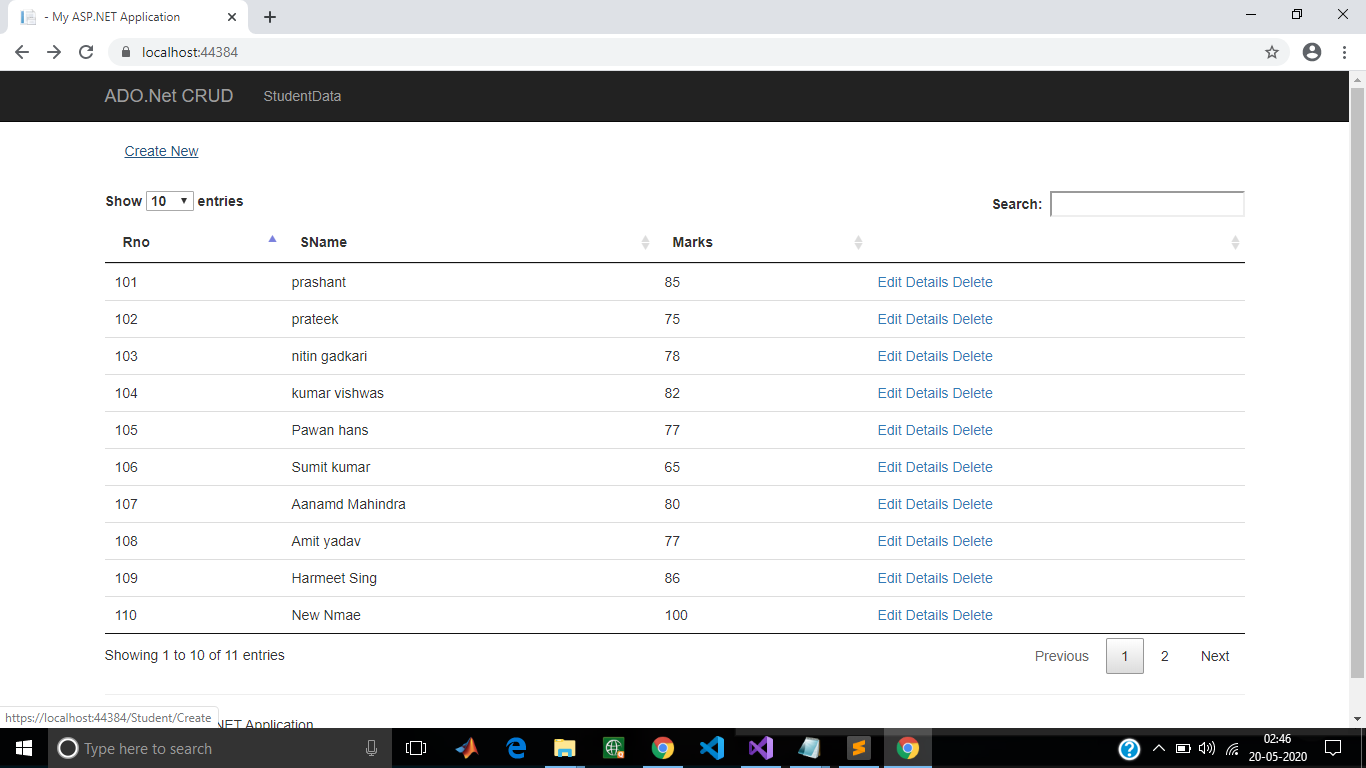 - My ASP.NET Application
localhost:44384
ADO.Net CRUD StudentData
Create New
Show 10 entries Search:
Rno SName Marks
101 prashant 85 Edit Details Delete
102 prateek 75 Edit Details Delete
103 nitin gadkari 78 Edit Details Delete
104 kumar vishwas 82 Edit Details Delete
105 Pawan hans 77 Edit Details Delete
106 Sumit kumar 65 Edit Details Delete
107 Aanamd Mahindra 80 Edit Details Delete
108 Amit yadav 77 Edit Details Delete
109 Harmeet Sing 86 Edit Details Delete
110 New Nmae 100 Edit Details Delete
Showing 1 to 10 of 11 entries Previous 1 2 Next
https://localhost:44384/Student/Create .NET Application
Type here to search 02:46
20-05-2020